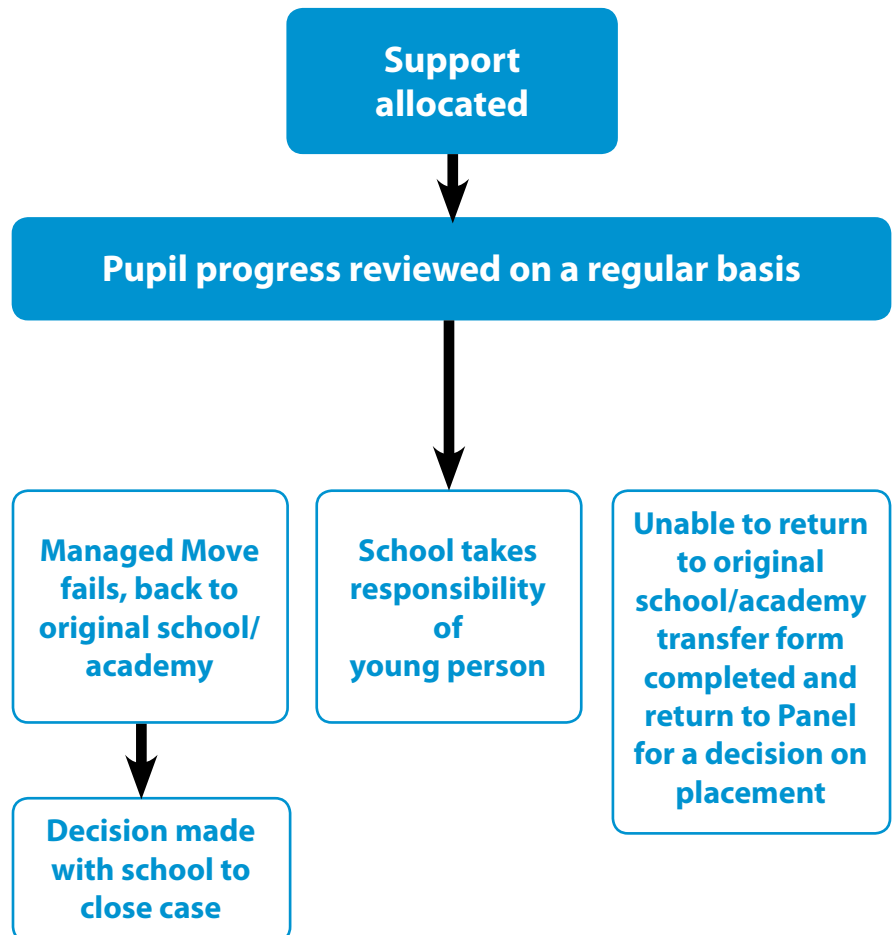 Support
allocated
Pupil progress reviewed on a regular basis
Managed Move
fails, back to
original school/
academy
School takes
responsibility
of
young person
Unable to return
to original
school/academy
transfer form
completed and
return to Panel
for a decision on
placement
Decision made
with school to
close case